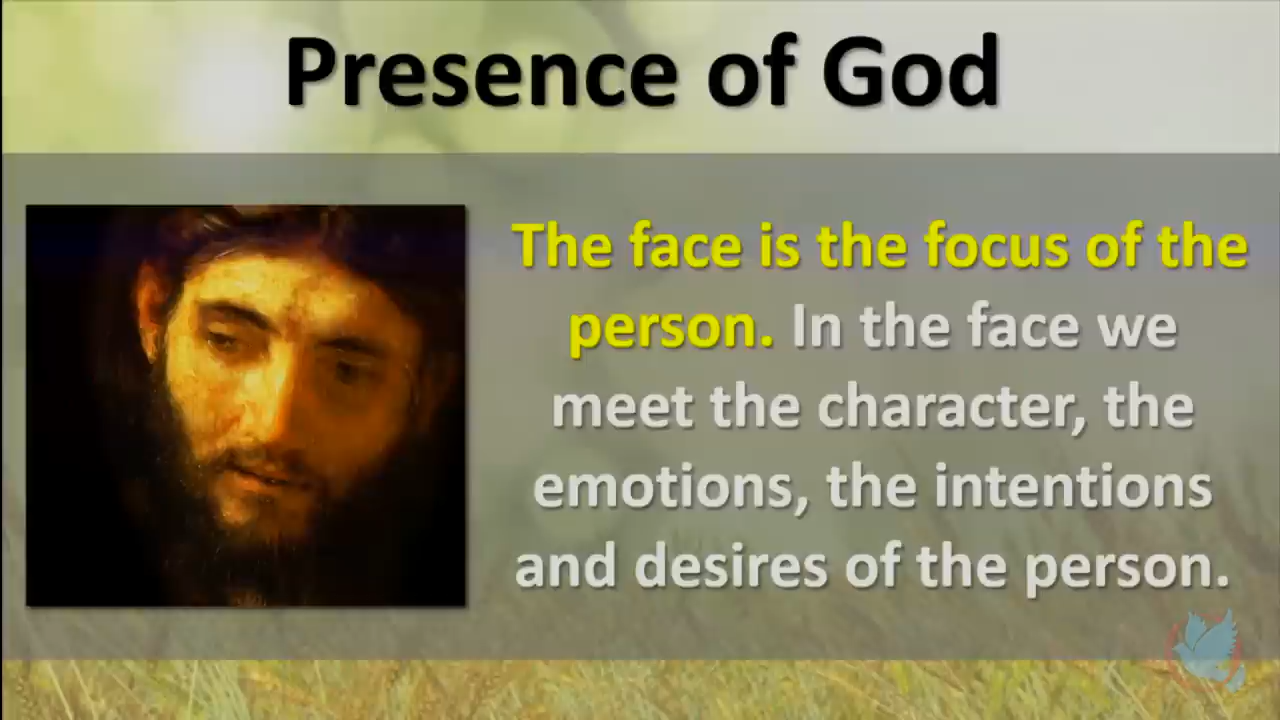 Presence of God
The face is the focus of the
person. In the face we
meet the character, the
emotions, the intentions
and desires of the person.